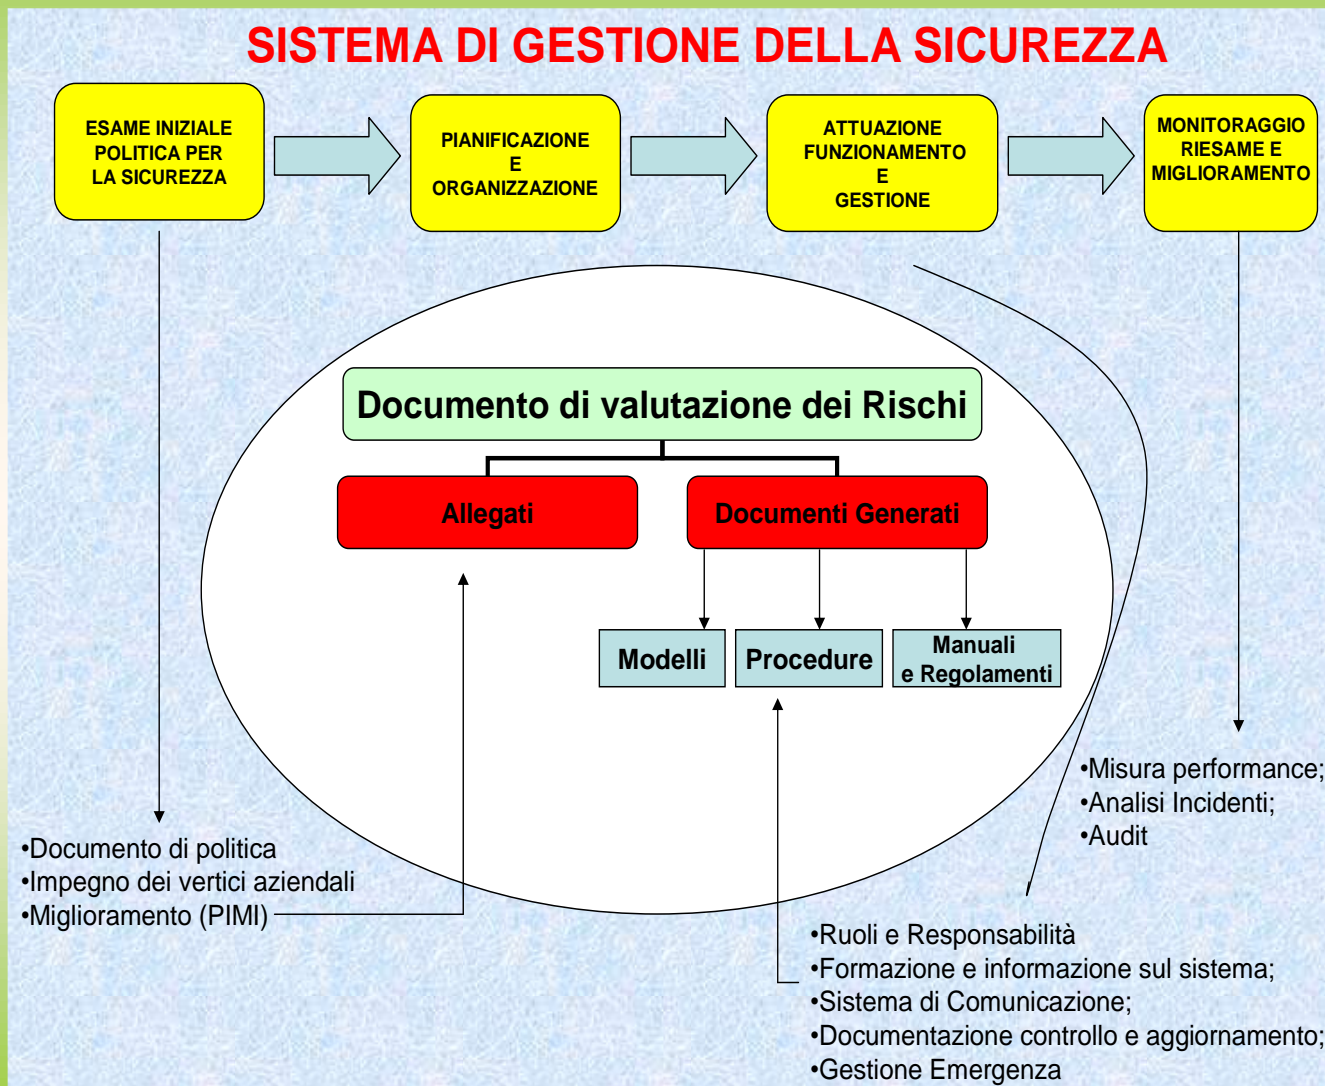 SISTEMA DI GESTIONE DELLA SICUREZZA
ESAME INIZIALE
POLITICA PER
LA SICUREZZA
PIANIFICAZIONE
E
ORGANIZZAZIONE
ATTUAZIONE
FUNZIONAMENTO
E
GESTIONE
MONITORAGGIO
RIESAME E
MIGLIORAMENTO
Documento di valutazione dei Rischi
Allegati
Documenti Generati
Modelli
Procedure
Manuali
e Regolamenti
•Misura performance;
•Analisi Incidenti;
•Audit
•Documento di politica
•Impegno dei vertici aziendali
•Miglioramento (PIMI)
•Ruoli e Responsabilità
•Formazione e informazione sul sistema;
•Sistema di Comunicazione;
•Documentazione controllo e aggiornamento;
•Gestione Emergenza